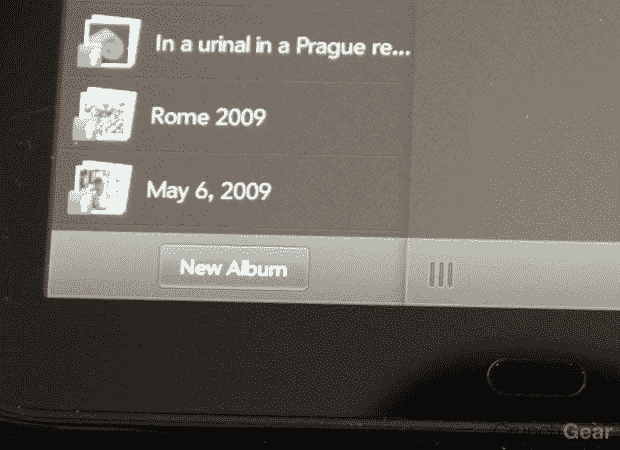 In a urinal in a Prague re...
Rome 2009
May 6, 2009
New Album
Gear